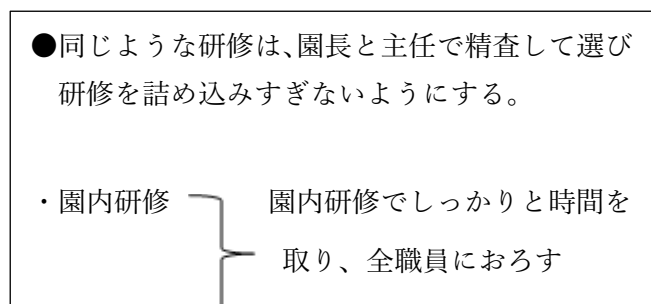 ●同じような研修は、園長と主任で精査して選び
研修を詰め込みすぎないようにする。
・園内研修 園内研修でしっかりと時間を
取り、全職員におろす